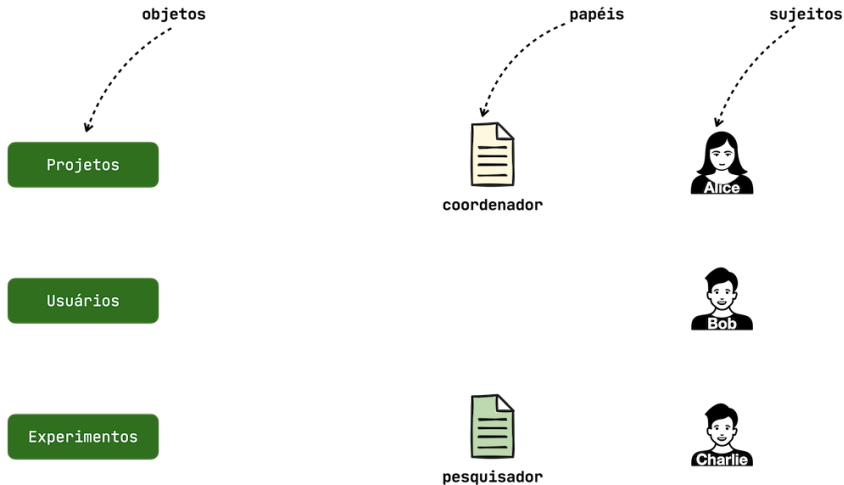 objetos
papéis
sujeitos
Projetos
Alice
coordenador
Usuários
Bob
Experimentos
Charlie
pesquisador